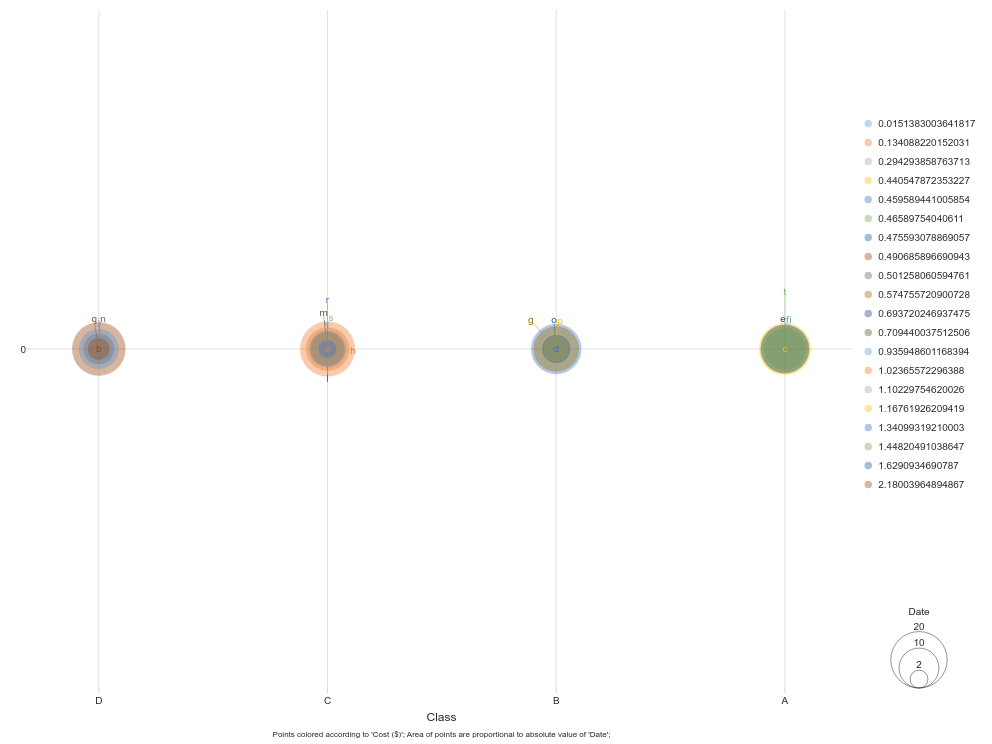 0.0151383003641817
0.134088220152031
0.294293858763713
0.440547872353227
0.459589441005854
0.46589754040611
0.475593078869057
0.490685896690943
0.501258060594761
0.574755720900728
0.693720246937475
0.709440037512506
0.935948601168394
1.02365572296388
1.10229754620026
1.16761926209419
1.34099319210003
1.44820491038647
1.6290934690787
2.18003964894867
t
r
m s
q n
g o p
e f i
0
b
h
d
c
Date
20
10
2
D C B A
Class
Points colored according to 'Cost ($)'; Area of points are proportional to absolute value of 'Date';